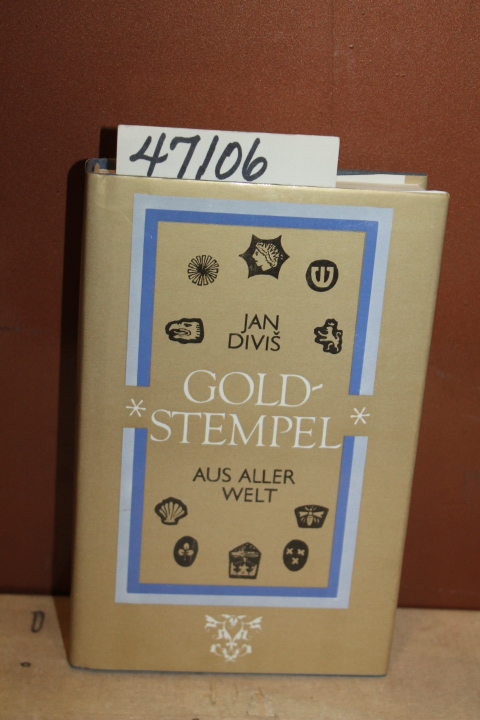 47106
JAN
DIVIŠ
GOLD-
*STEMPEL*
AUS ALLER
WELT